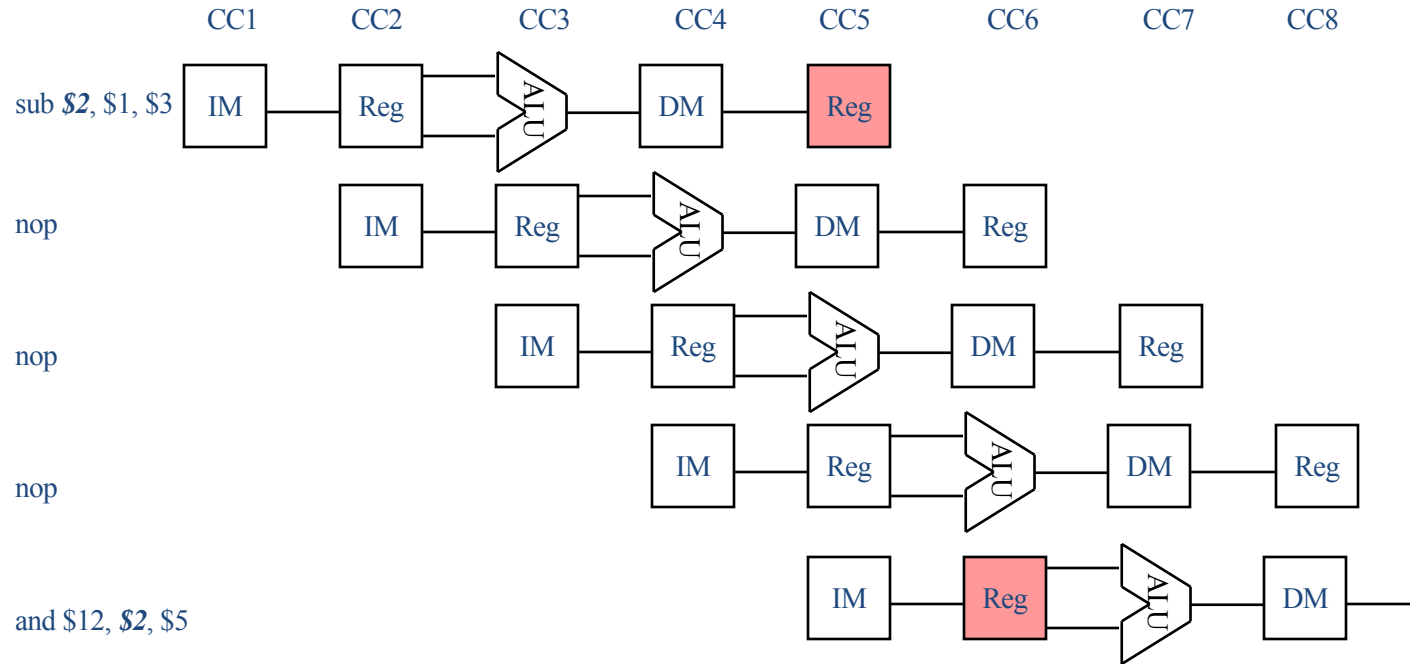 CC1 CC2 CC3 CC4 CC5 CC6 CC7 CC8
sub $2, $1, $3 IM Reg ALU DM Reg
nop IM Reg ALU DM Reg
nop IM Reg ALU DM Reg
nop IM Reg ALU DM Reg
and $12, $2, $5 IM Reg ALU DM